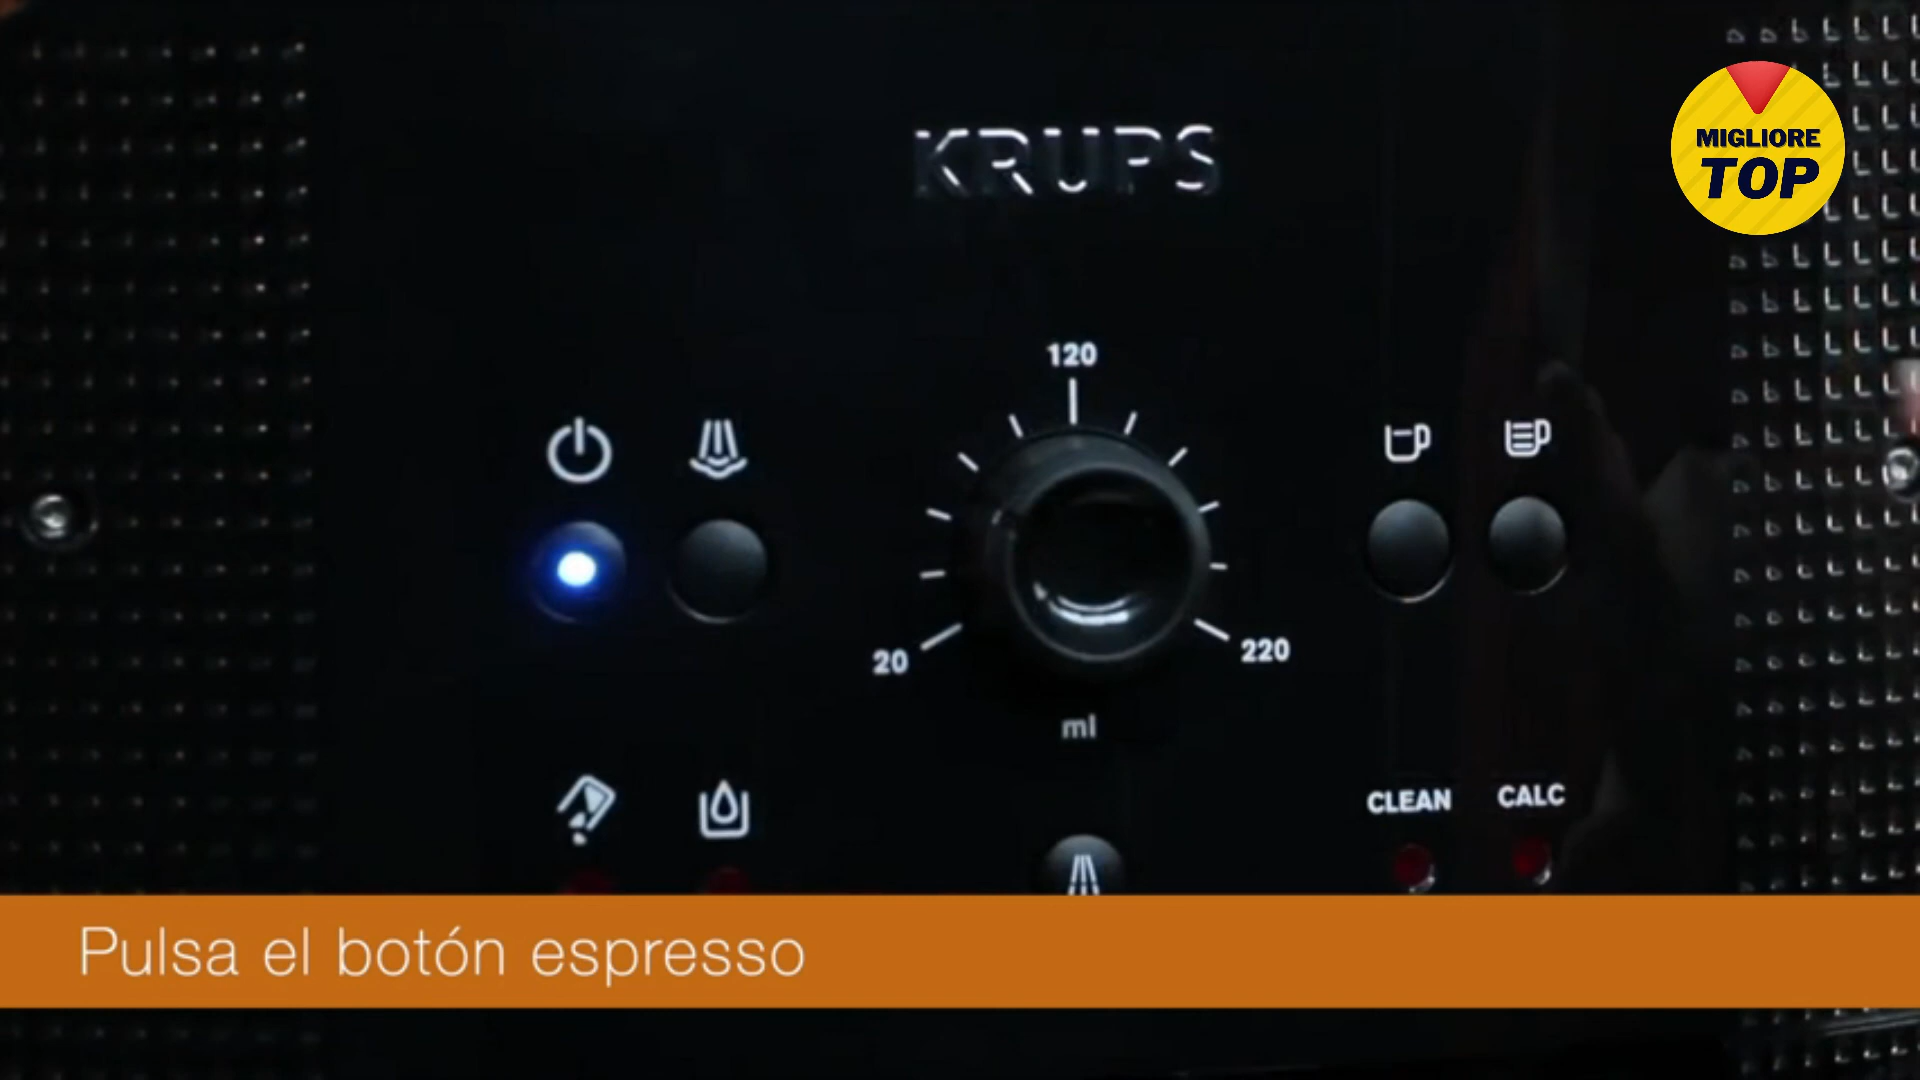 KRUPS
MIGLIORE
TOP
120
20
220
ml
CLEAN
CALC
Pulsa el botón espresso